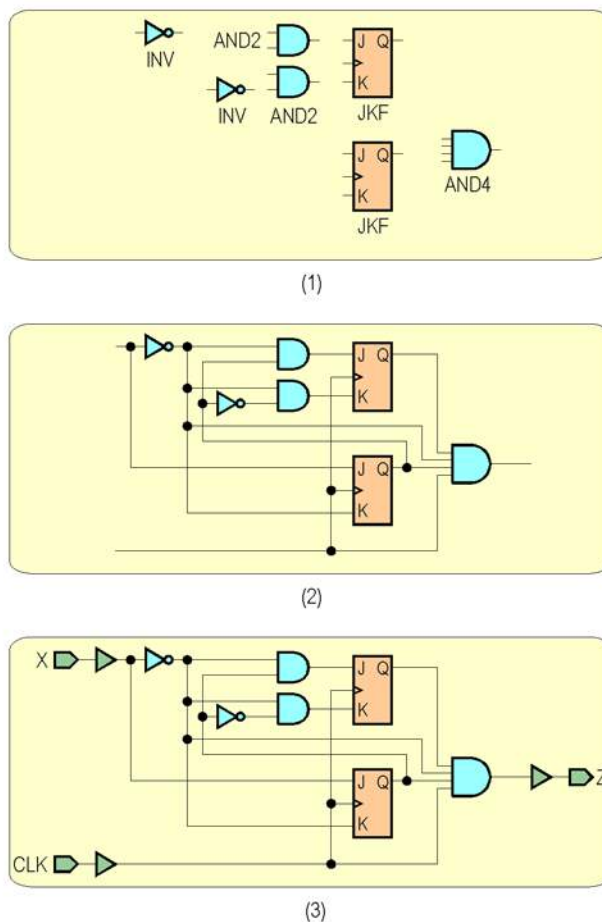 AND2
J Q
INV
K
INV
AND2
JKF
J Q
K
AND4
JKF
(1)
J Q
K
J Q
K
(2)
X
J Q
K
J Q
Z
K
CLK
(3)